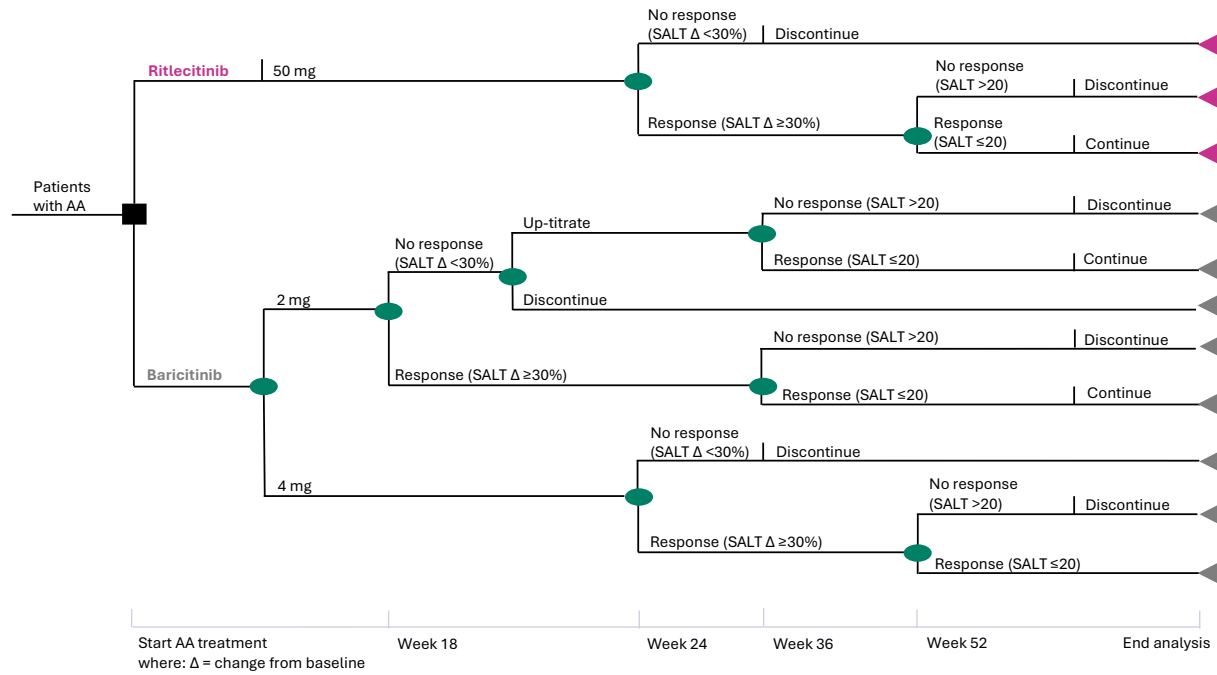 No response
(SALT Δ <30%)
Discontinue
Ritlecitinib
50 mg
No response
(SALT >20)
Discontinue
Response (SALT Δ ≥30%)
Response
(SALT ≤20)
Continue
Patients
with AA
No response (SALT >20)
Discontinue
Up-titrate
No response
(SALT Δ <30%)
Response (SALT ≤20)
Continue
2 mg
Discontinue
No response (SALT >20)
Discontinue
Baricitinib
Response (SALT Δ ≥30%)
Response (SALT ≤20)
Continue
No response
(SALT Δ <30%)
Discontinue
4 mg
No response
(SALT >20)
Discontinue
Response (SALT Δ ≥30%)
Response (SALT ≤20)
Start AA treatment
where: Δ = change from baseline
Week 18
Week 24
Week 36
Week 52
End analysis